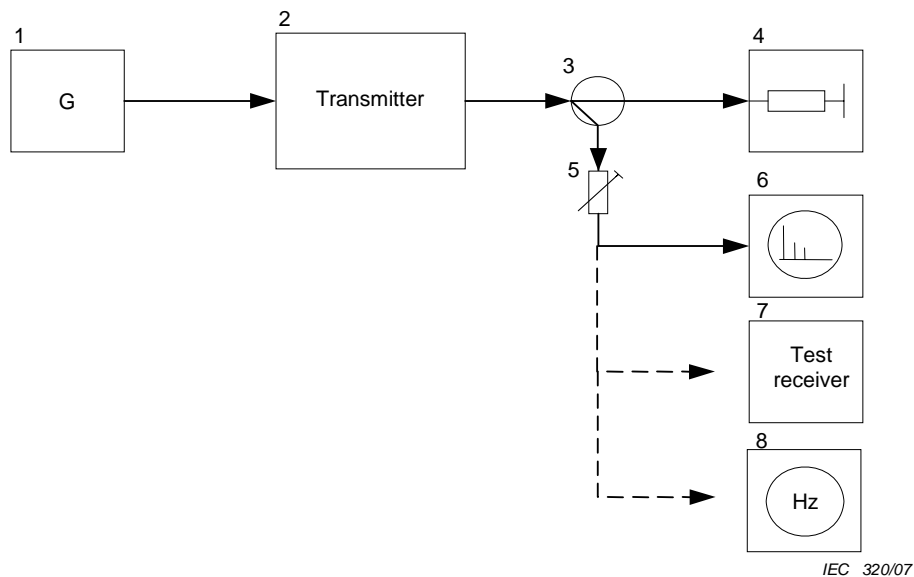 1
2
3
4
G
Transmitter
5
6
7
Test
receiver
8
Hz
IEC 320/07